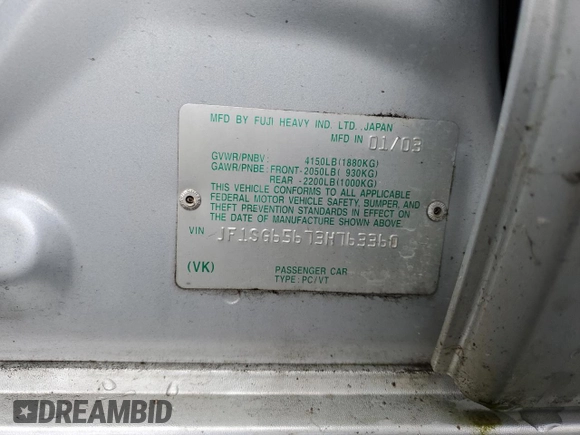 MFD BY FUJI HEAVY IND. LTD., JAPAN
MFD IN 01/03
GVWR/PNBV: 4150LB(1880KG)
GAWR/PNBE: FRONT-2050LB( 930KG)
REAR -2200LB(1000KG)
THIS VEHICLE CONFORMS TO ALL APPLICABLE
FEDERAL MOTOR VEHICLE SAFETY, BUMPER, AND
THEFT PREVENTION STANDARDS IN EFFECT ON
THE DATE OF MANUFACTURE SHOWN ABOVE.
VIN JF1SG65673H763360
(VK) PASSENGER CAR
TYPE: PC/VT
DREAMBID